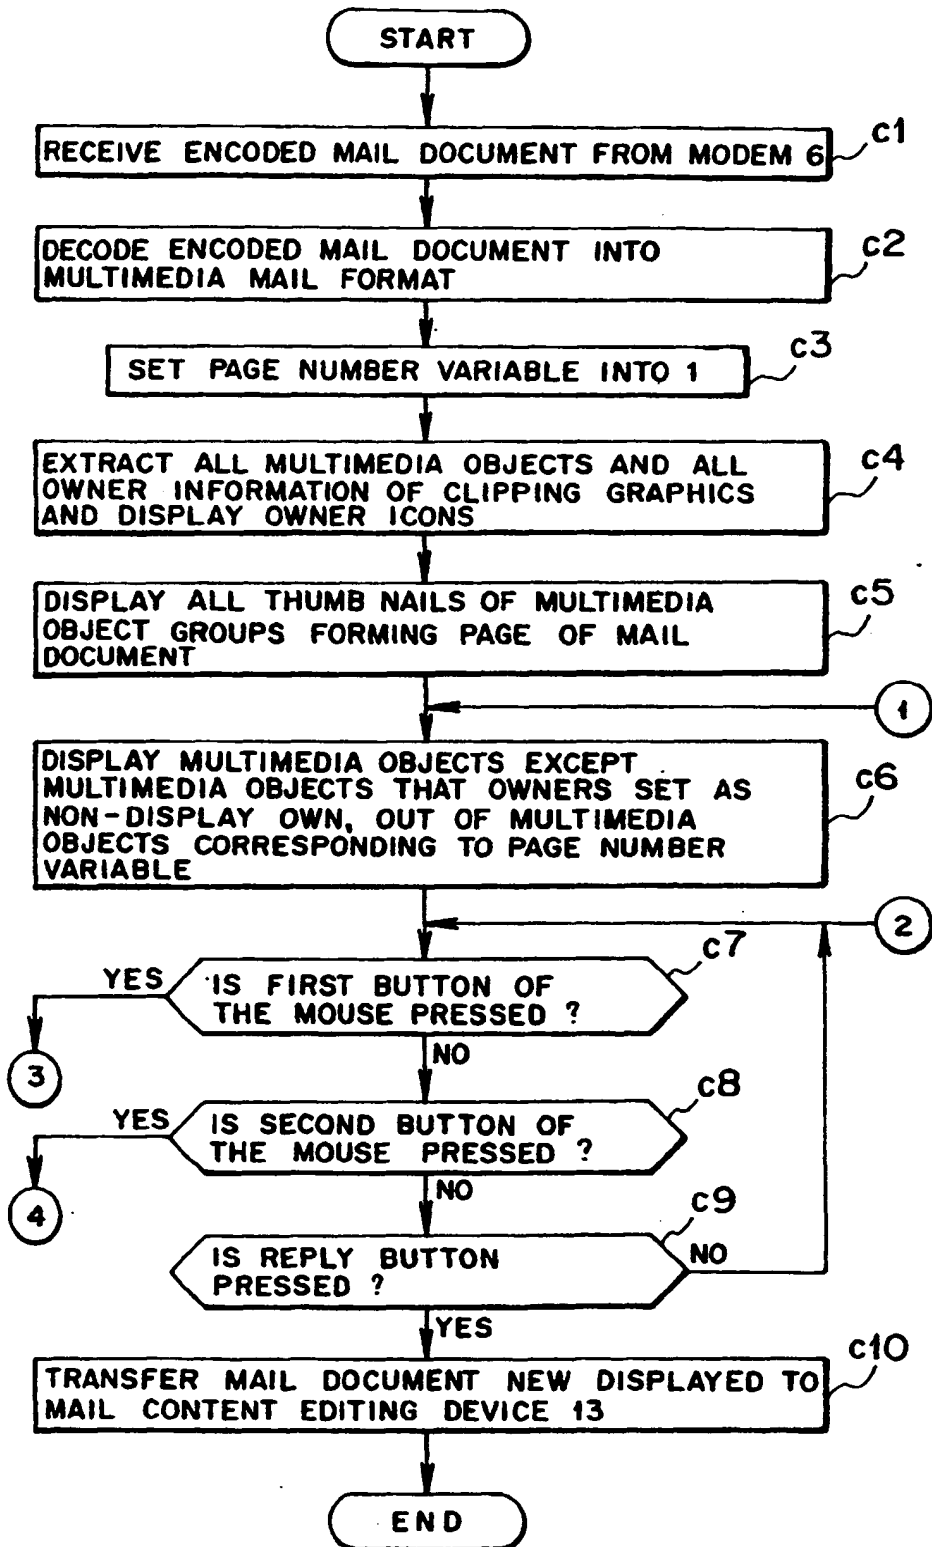 START
RECEIVE ENCODED MAIL DOCUMENT FROM MODEM 6
c1
DECODE ENCODED MAIL DOCUMENT INTO
MULTIMEDIA MAIL FORMAT
c2
SET PAGE NUMBER VARIABLE INTO 1
c3
EXTRACT ALL MULTIMEDIA OBJECTS AND ALL
OWNER INFORMATION OF CLIPPING GRAPHICS
AND DISPLAY OWNER ICONS
c4
DISPLAY ALL THUMB NAILS OF MULTIMEDIA
OBJECT GROUPS FORMING PAGE OF MAIL
DOCUMENT
c5
1
DISPLAY MULTIMEDIA OBJECTS EXCEPT
MULTIMEDIA OBJECTS THAT OWNERS SET AS
NON-DISPLAY OWN, OUT OF MULTIMEDIA
OBJECTS CORRESPONDING TO PAGE NUMBER
VARIABLE
c6
2
c7
YES
IS FIRST BUTTON OF
THE MOUSE PRESSED ?
NO
3
c8
YES
IS SECOND BUTTON OF
THE MOUSE PRESSED ?
NO
4
c9
IS REPLY BUTTON
PRESSED ?
NO
YES
c10
TRANSFER MAIL DOCUMENT NEW DISPLAYED TO
MAIL CONTENT EDITING DEVICE 13
END